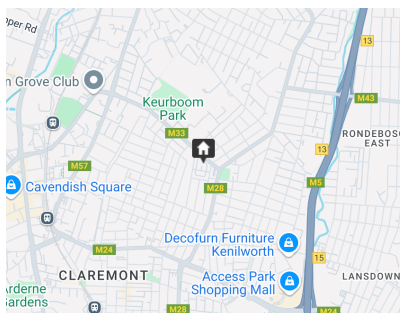 per Rd
13
n Grove Club
M43
Keurboom
Park
M33
RONDEBOS
EAST
13
M57
M5
Cavendish Square
M28
Decofurn Furniture
Kenilworth
M24
15
CLAREMONT
Access Park
Shopping Mall
LANSDOWN
Arderne
Gardens
M28